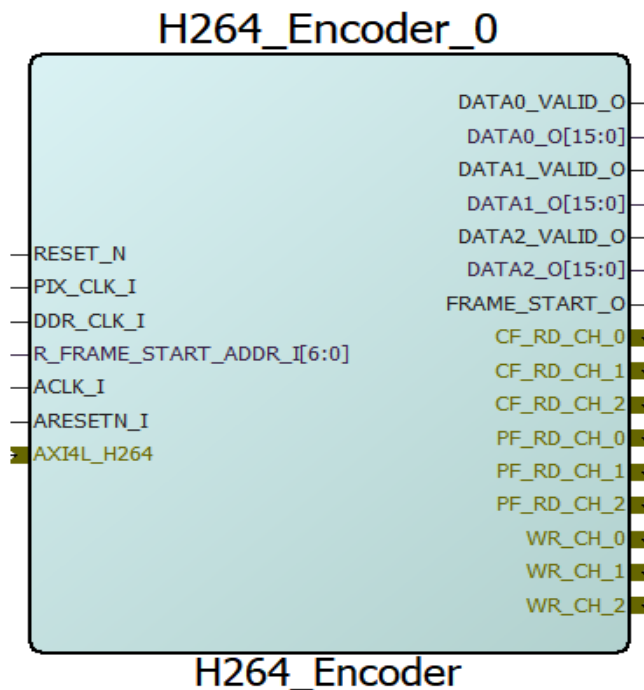 H264_Encoder_0
DATA0_VALID_O
DATA0_O[15:0]
DATA1_VALID_O
DATA1_O[15:0]
DATA2_VALID_O
DATA2_O[15:0]
FRAME_START_O
CF_RD_CH_0
CF_RD_CH_1
CF_RD_CH_2
PF_RD_CH_0
PF_RD_CH_1
PF_RD_CH_2
WR_CH_0
WR_CH_1
WR_CH_2
RESET_N
PIX_CLK_I
DDR_CLK_I
R_FRAME_START_ADDR_I[6:0]
ACLK_I
ARESETN_I
AXI4L_H264
H264_Encoder